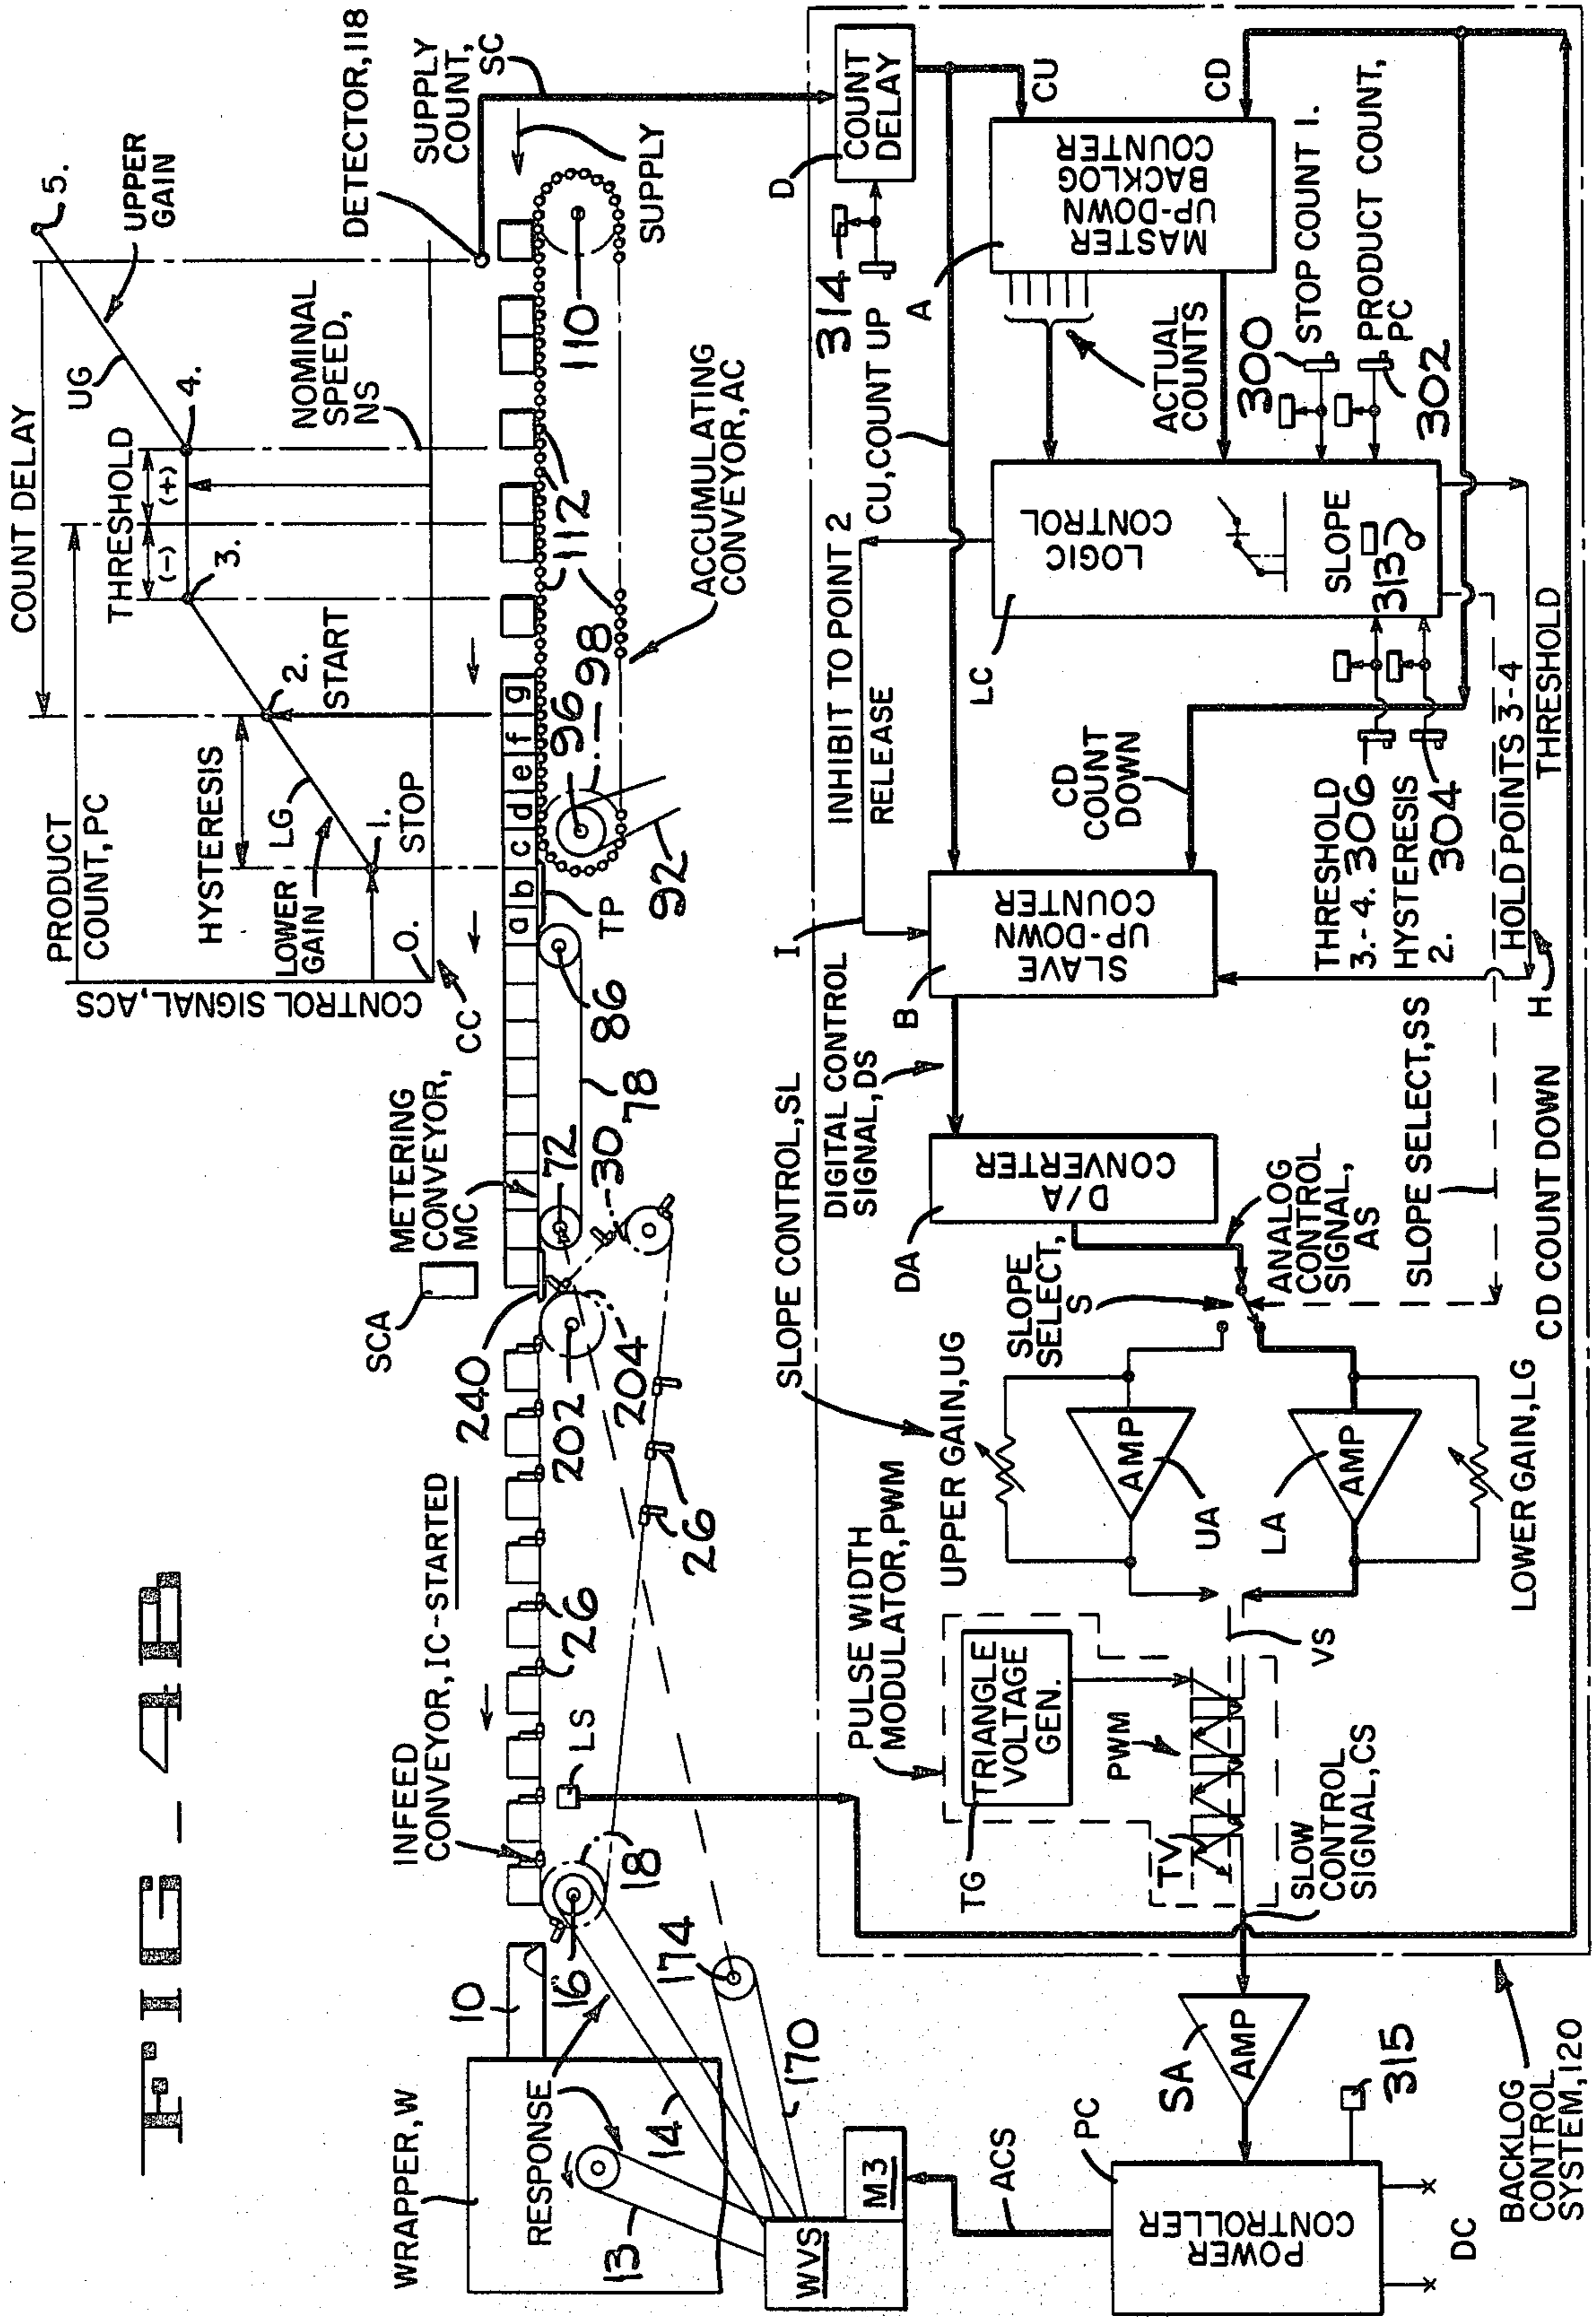 FIG-4B
PRODUCT
COUNT, PC
COUNT DELAY
THRESHOLD
(-)
(+)
HYSTERESIS
LG
LOWER
GAIN
UG
UPPER
GAIN
0.
1.
STOP
2.
START
3.
4.
5.
NOMINAL
SPEED,
NS
CONTROL SIGNAL, ACS
CC
DETECTOR, 118
SUPPLY
COUNT,
SC
SUPPLY
METERING
CONVEYOR,
MC
SCA
INFEED
CONVEYOR, IC-STARTED
WRAPPER, W
RESPONSE
10
13
14
16
18
26
26
LS
174
170
240
202
204
30
72
78
86
TP
a
b
c
d
e
f
g
92
96
98
112
110
ACCUMULATING
CONVEYOR, AC
WVS
M3
ACS
POWER
CONTROLLER
PC
DC
315
SA
AMP
BACKLOG
CONTROL
SYSTEM, 120
PULSE WIDTH
MODULATOR, PWM
TRIANGLE
VOLTAGE
GEN.
TG
PWM
TV
SLOW
CONTROL
SIGNAL, CS
VS
SLOPE CONTROL, SL
UPPER GAIN, UG
AMP
UA
AMP
LA
LOWER GAIN, LG
SLOPE
SELECT,
S
ANALOG
CONTROL
SIGNAL,
AS
SLOPE SELECT, SS
D/A
CONVERTER
DA
DIGITAL CONTROL
SIGNAL, DS
SLAVE
UP-DOWN
COUNTER
B
I
INHIBIT TO POINT 2
RELEASE
CU, COUNT UP
CD
COUNT
DOWN
LOGIC
CONTROL
LC
SLOPE
313
THRESHOLD
3.-4. 306
HYSTERESIS
2. 304
HOLD POINTS 3-4
THRESHOLD
H
CD COUNT DOWN
ACTUAL
COUNTS
MASTER
UP-DOWN
BACKLOG
COUNTER
A
CU
CD
COUNT
DELAY
D
314
300
STOP COUNT 1.
PRODUCT COUNT,
PC
302